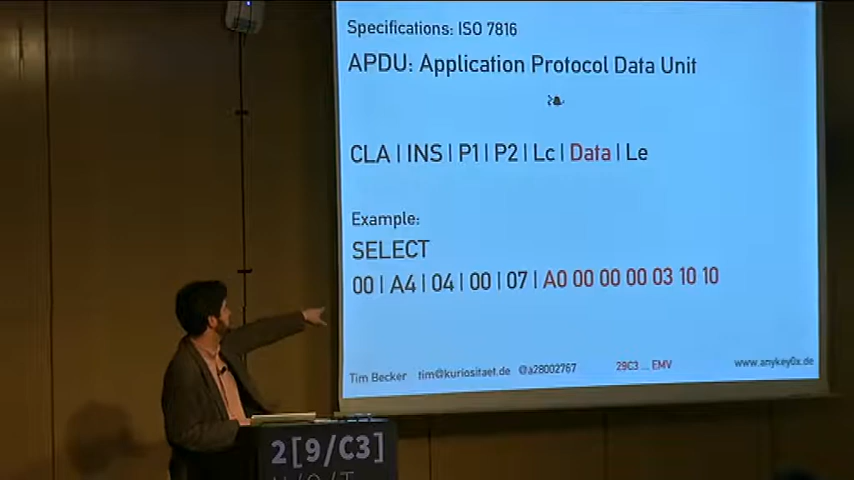 Specifications: ISO 7816
APDU: Application Protocol Data Unit
CLA | INS | P1 | P2 | Lc | Data | Le
Example:
SELECT
00 | A4 | 04 | 00 | 07 | A0 00 00 00 03 10 10
Tim Becker tim@kuriositaet.de @a28002767 29C3 ... EMV www.anykey0x.de
2[9/C3]